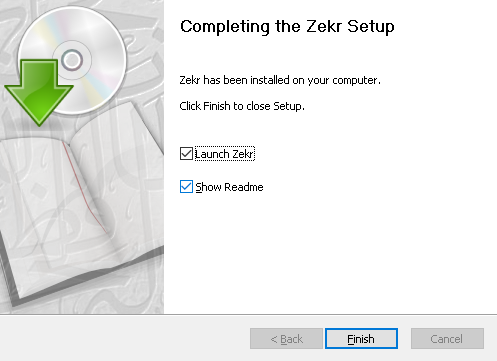 Completing the Zekr Setup
Zekr has been installed on your computer.
Click Finish to close Setup.
Launch Zekr
Show Readme
< Back
Finish
Cancel